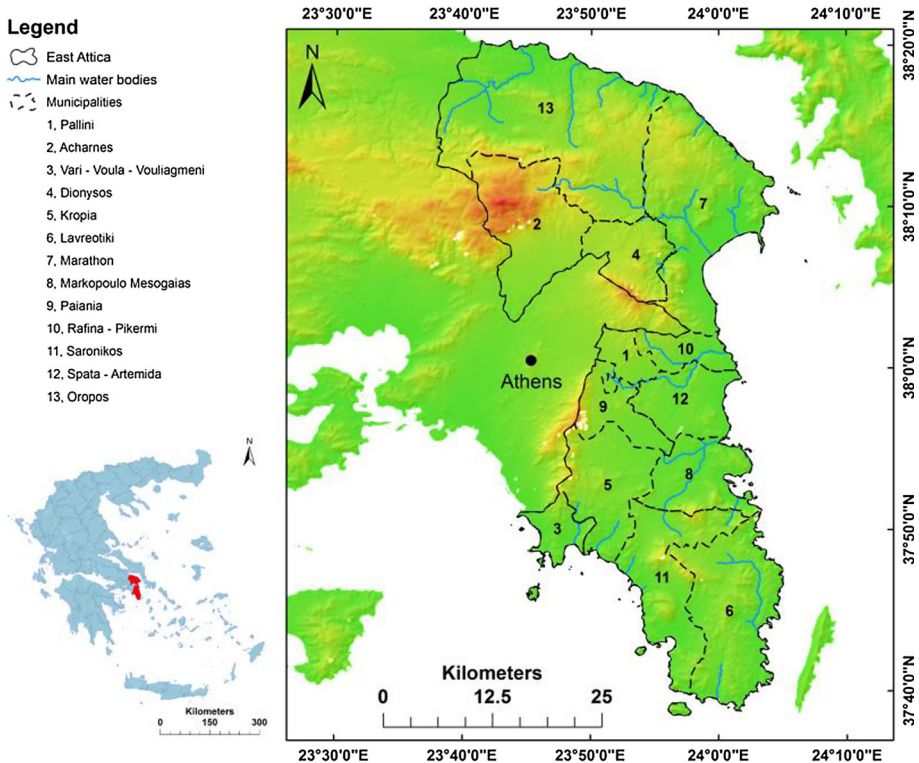 Legend
East Attica
Main water bodies
Municipalities
1, Pallini
2, Acharnes
3, Vari - Voula - Vouliagmeni
4, Dionysos
5, Kropia
6, Lavreotiki
7, Marathon
8, Markopoulo Mesogaias
9, Paiania
10, Rafina - Pikermi
11, Saronikos
12, Spata - Artemida
13, Oropos
N
Kilometers
0 150 300
23°30'0"E 23°40'0"E 23°50'0"E 24°0'0"E 24°10'0"E
N
13
7
2
4
10
1
Athens
9
12
8
5
3
11
6
Kilometers
0 12.5 25
38°20'0"N
38°10'0"N
38°0'0"N
37°50'0"N
37°40'0"N
23°30'0"E 23°40'0"E 23°50'0"E 24°0'0"E 24°10'0"E